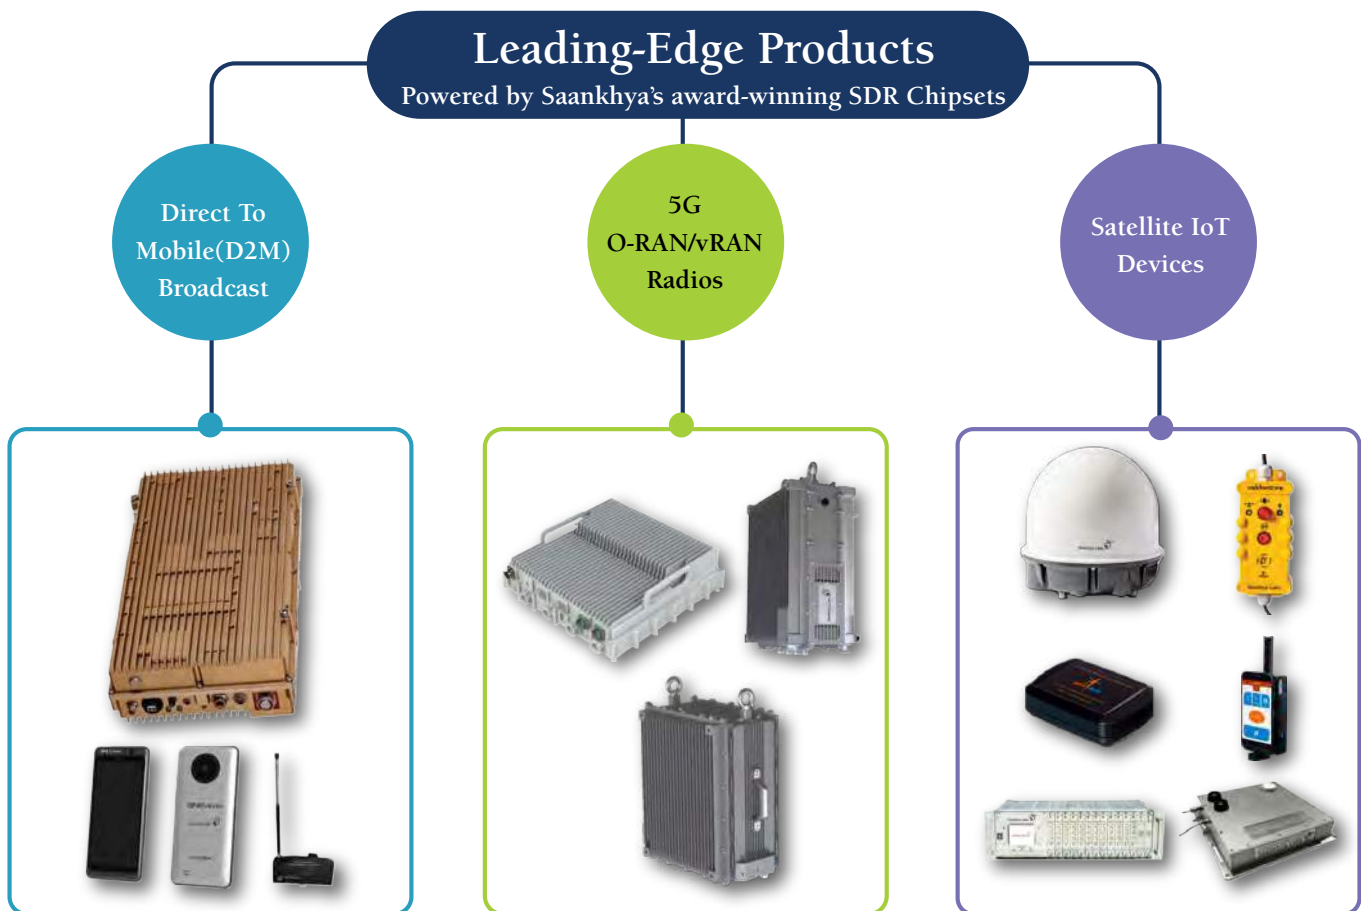 Leading-Edge Products
Powered by Saankhya's award-winning SDR Chipsets
Direct To
Mobile(D2M)
Broadcast
5G
O-RAN/vRAN
Radios
Satellite IoT
Devices